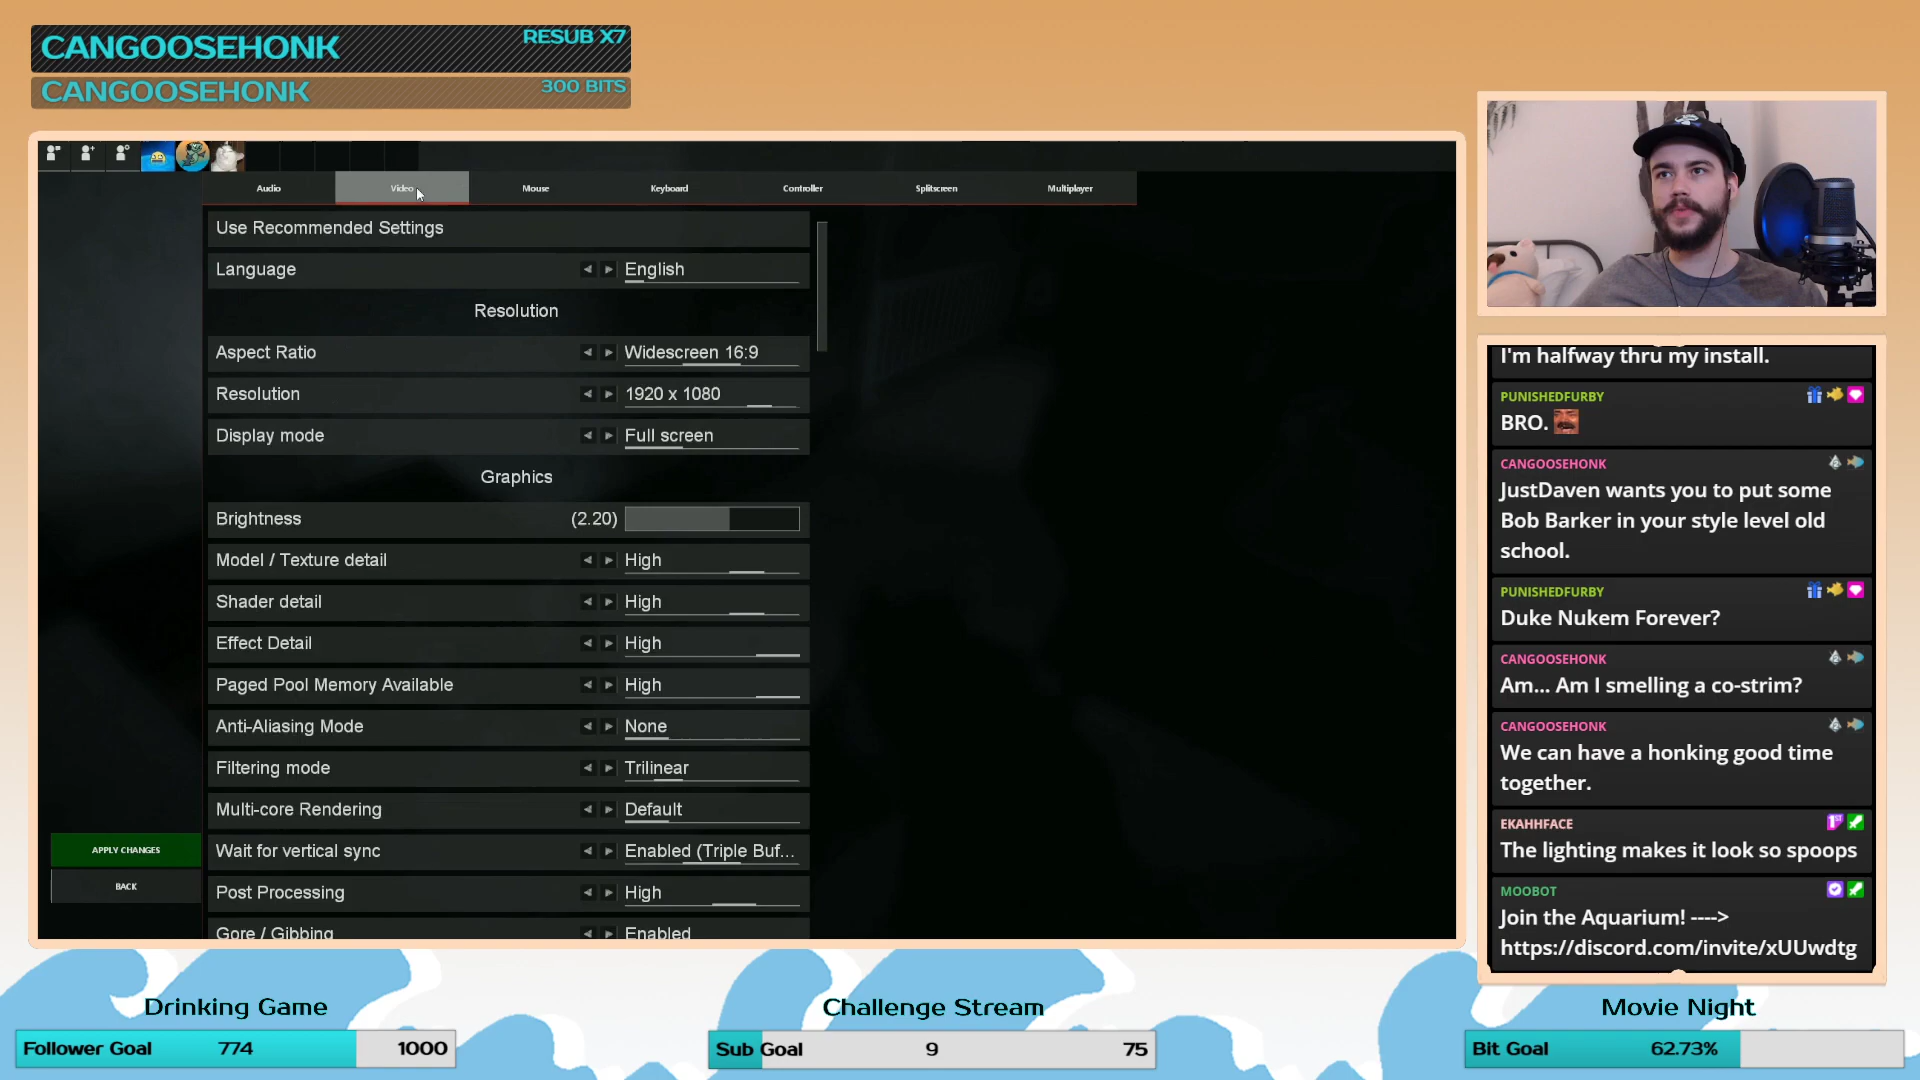 CANGOOSEHONK RESUB X7
CANGOOSEHONK 300 BITS
Audio Video Mouse Keyboard Controller Splitscreen Multiplayer
Use Recommended Settings
Language English
Resolution
Aspect Ratio Widescreen 16:9
Resolution 1920 x 1080
Display mode Full screen
Graphics
Brightness (2.20)
Model / Texture detail High
Shader detail High
Effect Detail High
Paged Pool Memory Available High
Anti-Aliasing Mode None
Filtering mode Trilinear
Multi-core Rendering Default
Wait for vertical sync Enabled (Triple Buf...
Post Processing High
Gore / Gibbing Enabled
APPLY CHANGES
BACK
I'm halfway thru my install.
PUNISHEDFURBY
BRO.
CANGOOSEHONK
JustDaven wants you to put some
Bob Barker in your style level old
school.
PUNISHEDFURBY
Duke Nukem Forever?
CANGOOSEHONK
Am... Am I smelling a co-strim?
CANGOOSEHONK
We can have a honking good time
together.
EKAHHFACE
1ST
The lighting makes it look so spoops
MOOBOT
Join the Aquarium! ---->
https://discord.com/invite/xUUwdtg
Drinking Game
Follower Goal 774 1000
Challenge Stream
Sub Goal 9 75
Movie Night
Bit Goal 62.73%